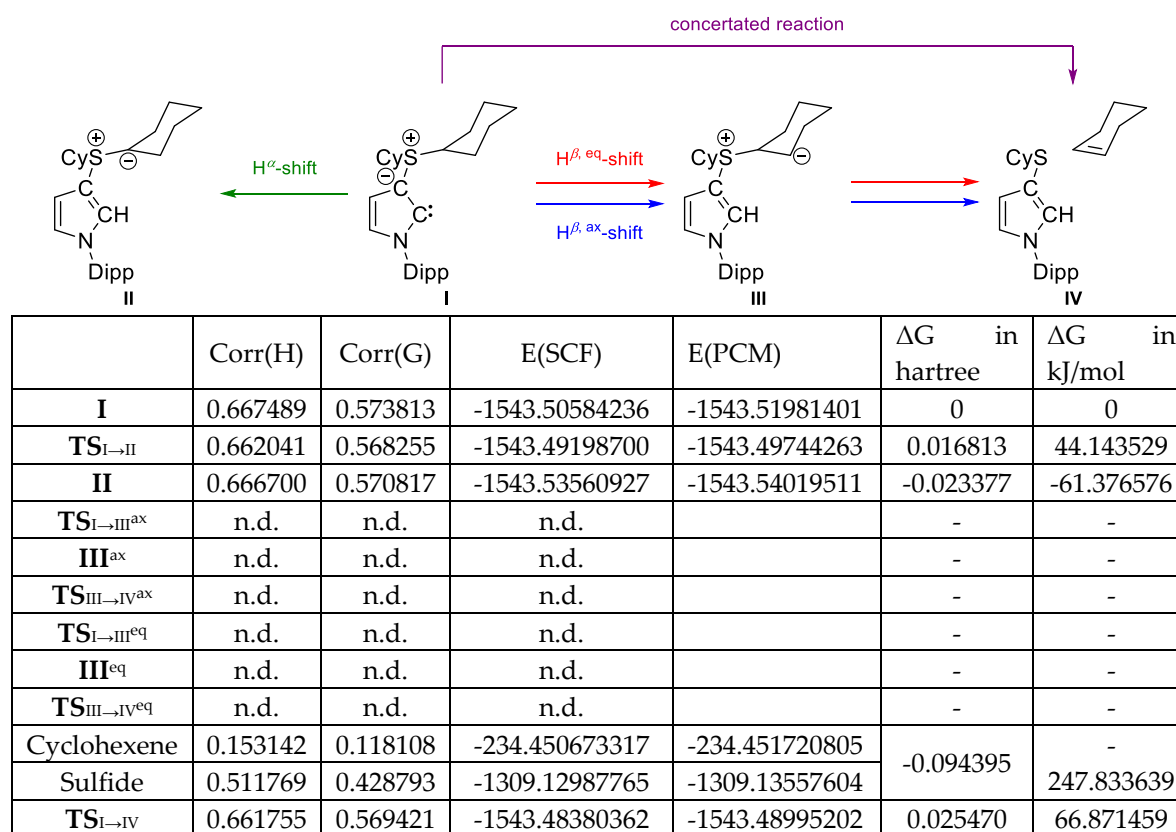 concertated reaction
CyS⊕
⊖
Hα-shift
CH
N
Dipp
II
CyS⊕
⊖
C
C:
N
Dipp
I
Hβ, eq-shift
Hβ, ax-shift
CyS⊕
⊖
CH
N
Dipp
III
CyS
CH
N
Dipp
IV
Corr(H) Corr(G) E(SCF) E(PCM) ΔG in hartree ΔG in kJ/mol
I 0.667489 0.573813 -1543.50584236 -1543.51981401 0 0
TSI→II 0.662041 0.568255 -1543.49198700 -1543.49744263 0.016813 44.143529
II 0.666700 0.570817 -1543.53560927 -1543.54019511 -0.023377 -61.376576
TSI→IIIax n.d. n.d. n.d. - -
IIIax n.d. n.d. n.d. - -
TSIII→IVax n.d. n.d. n.d. - -
TSI→IIIeq n.d. n.d. n.d. - -
IIIeq n.d. n.d. n.d. - -
TSIII→IVeq n.d. n.d. n.d. - -
Cyclohexene 0.153142 0.118108 -234.450673317 -234.451720805 -0.094395 -
Sulfide 0.511769 0.428793 -1309.12987765 -1309.13557604 247.833639
TSI→IV 0.661755 0.569421 -1543.48380362 -1543.48995202 0.025470 66.871459